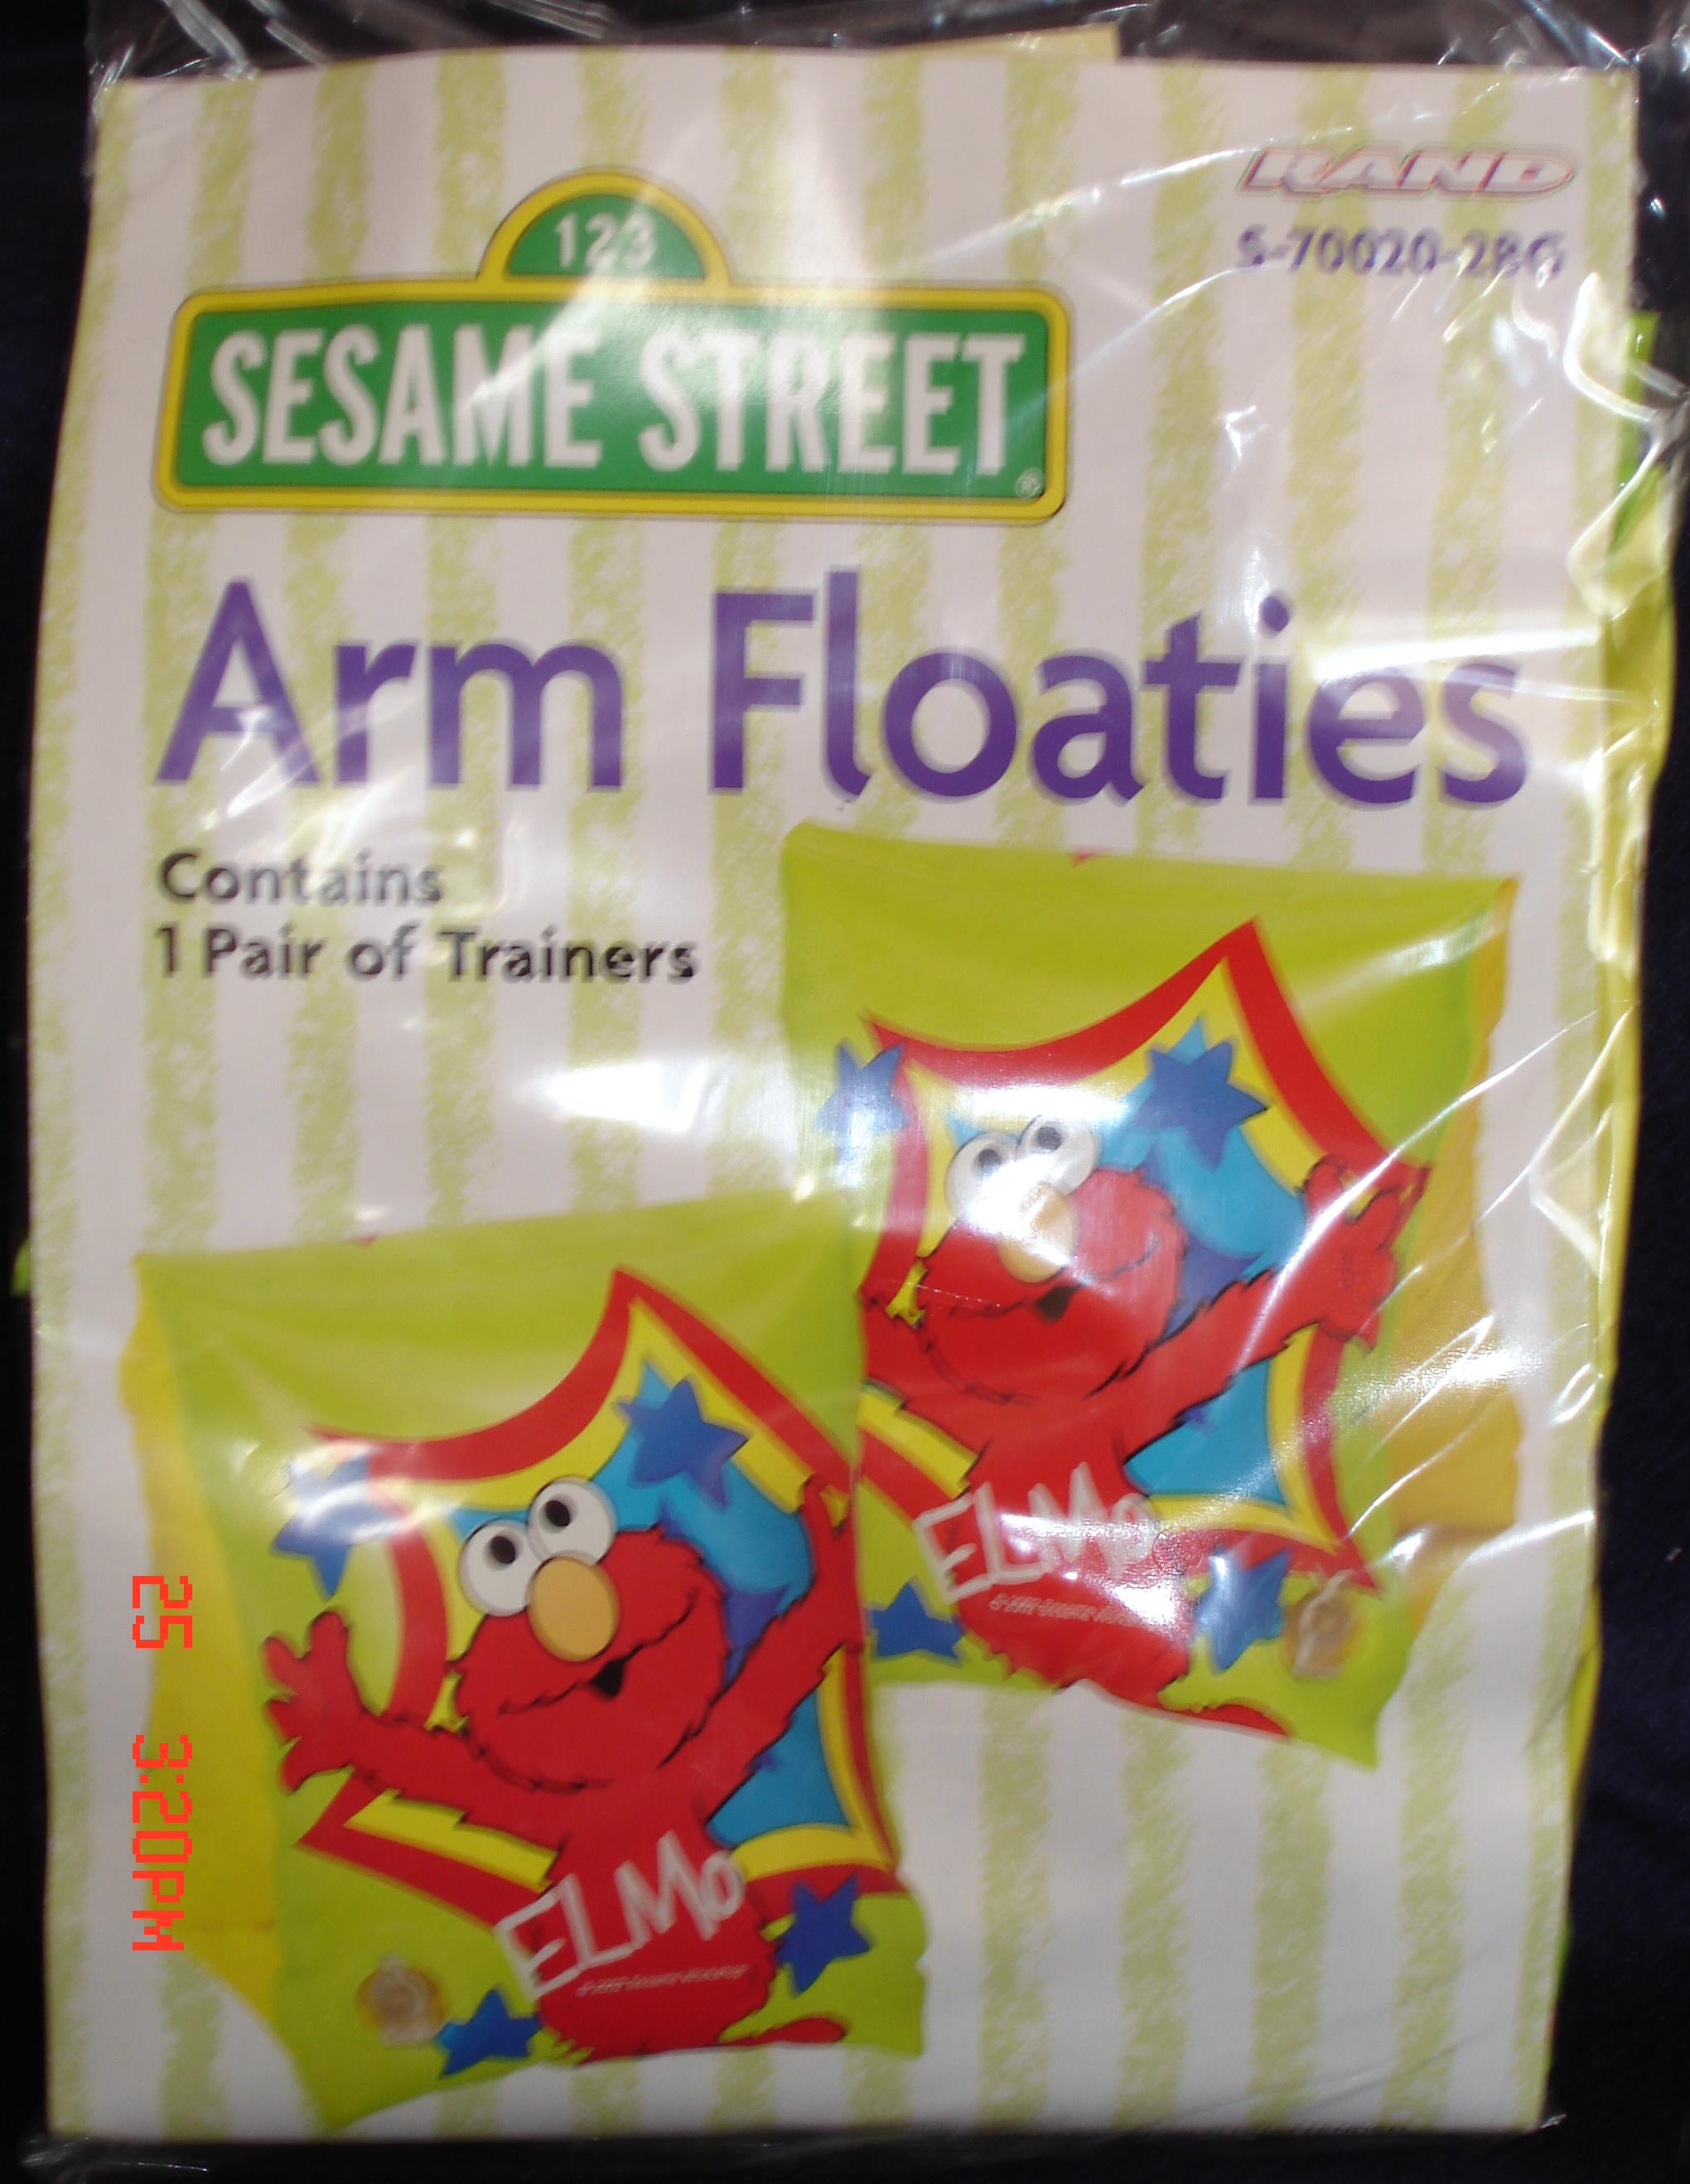 RAND
S-70020-2BG
123
SESAME STREET
®
Arm Floaties
Contains
1 Pair of Trainers
ELMo
ELMo
25 3:20PM